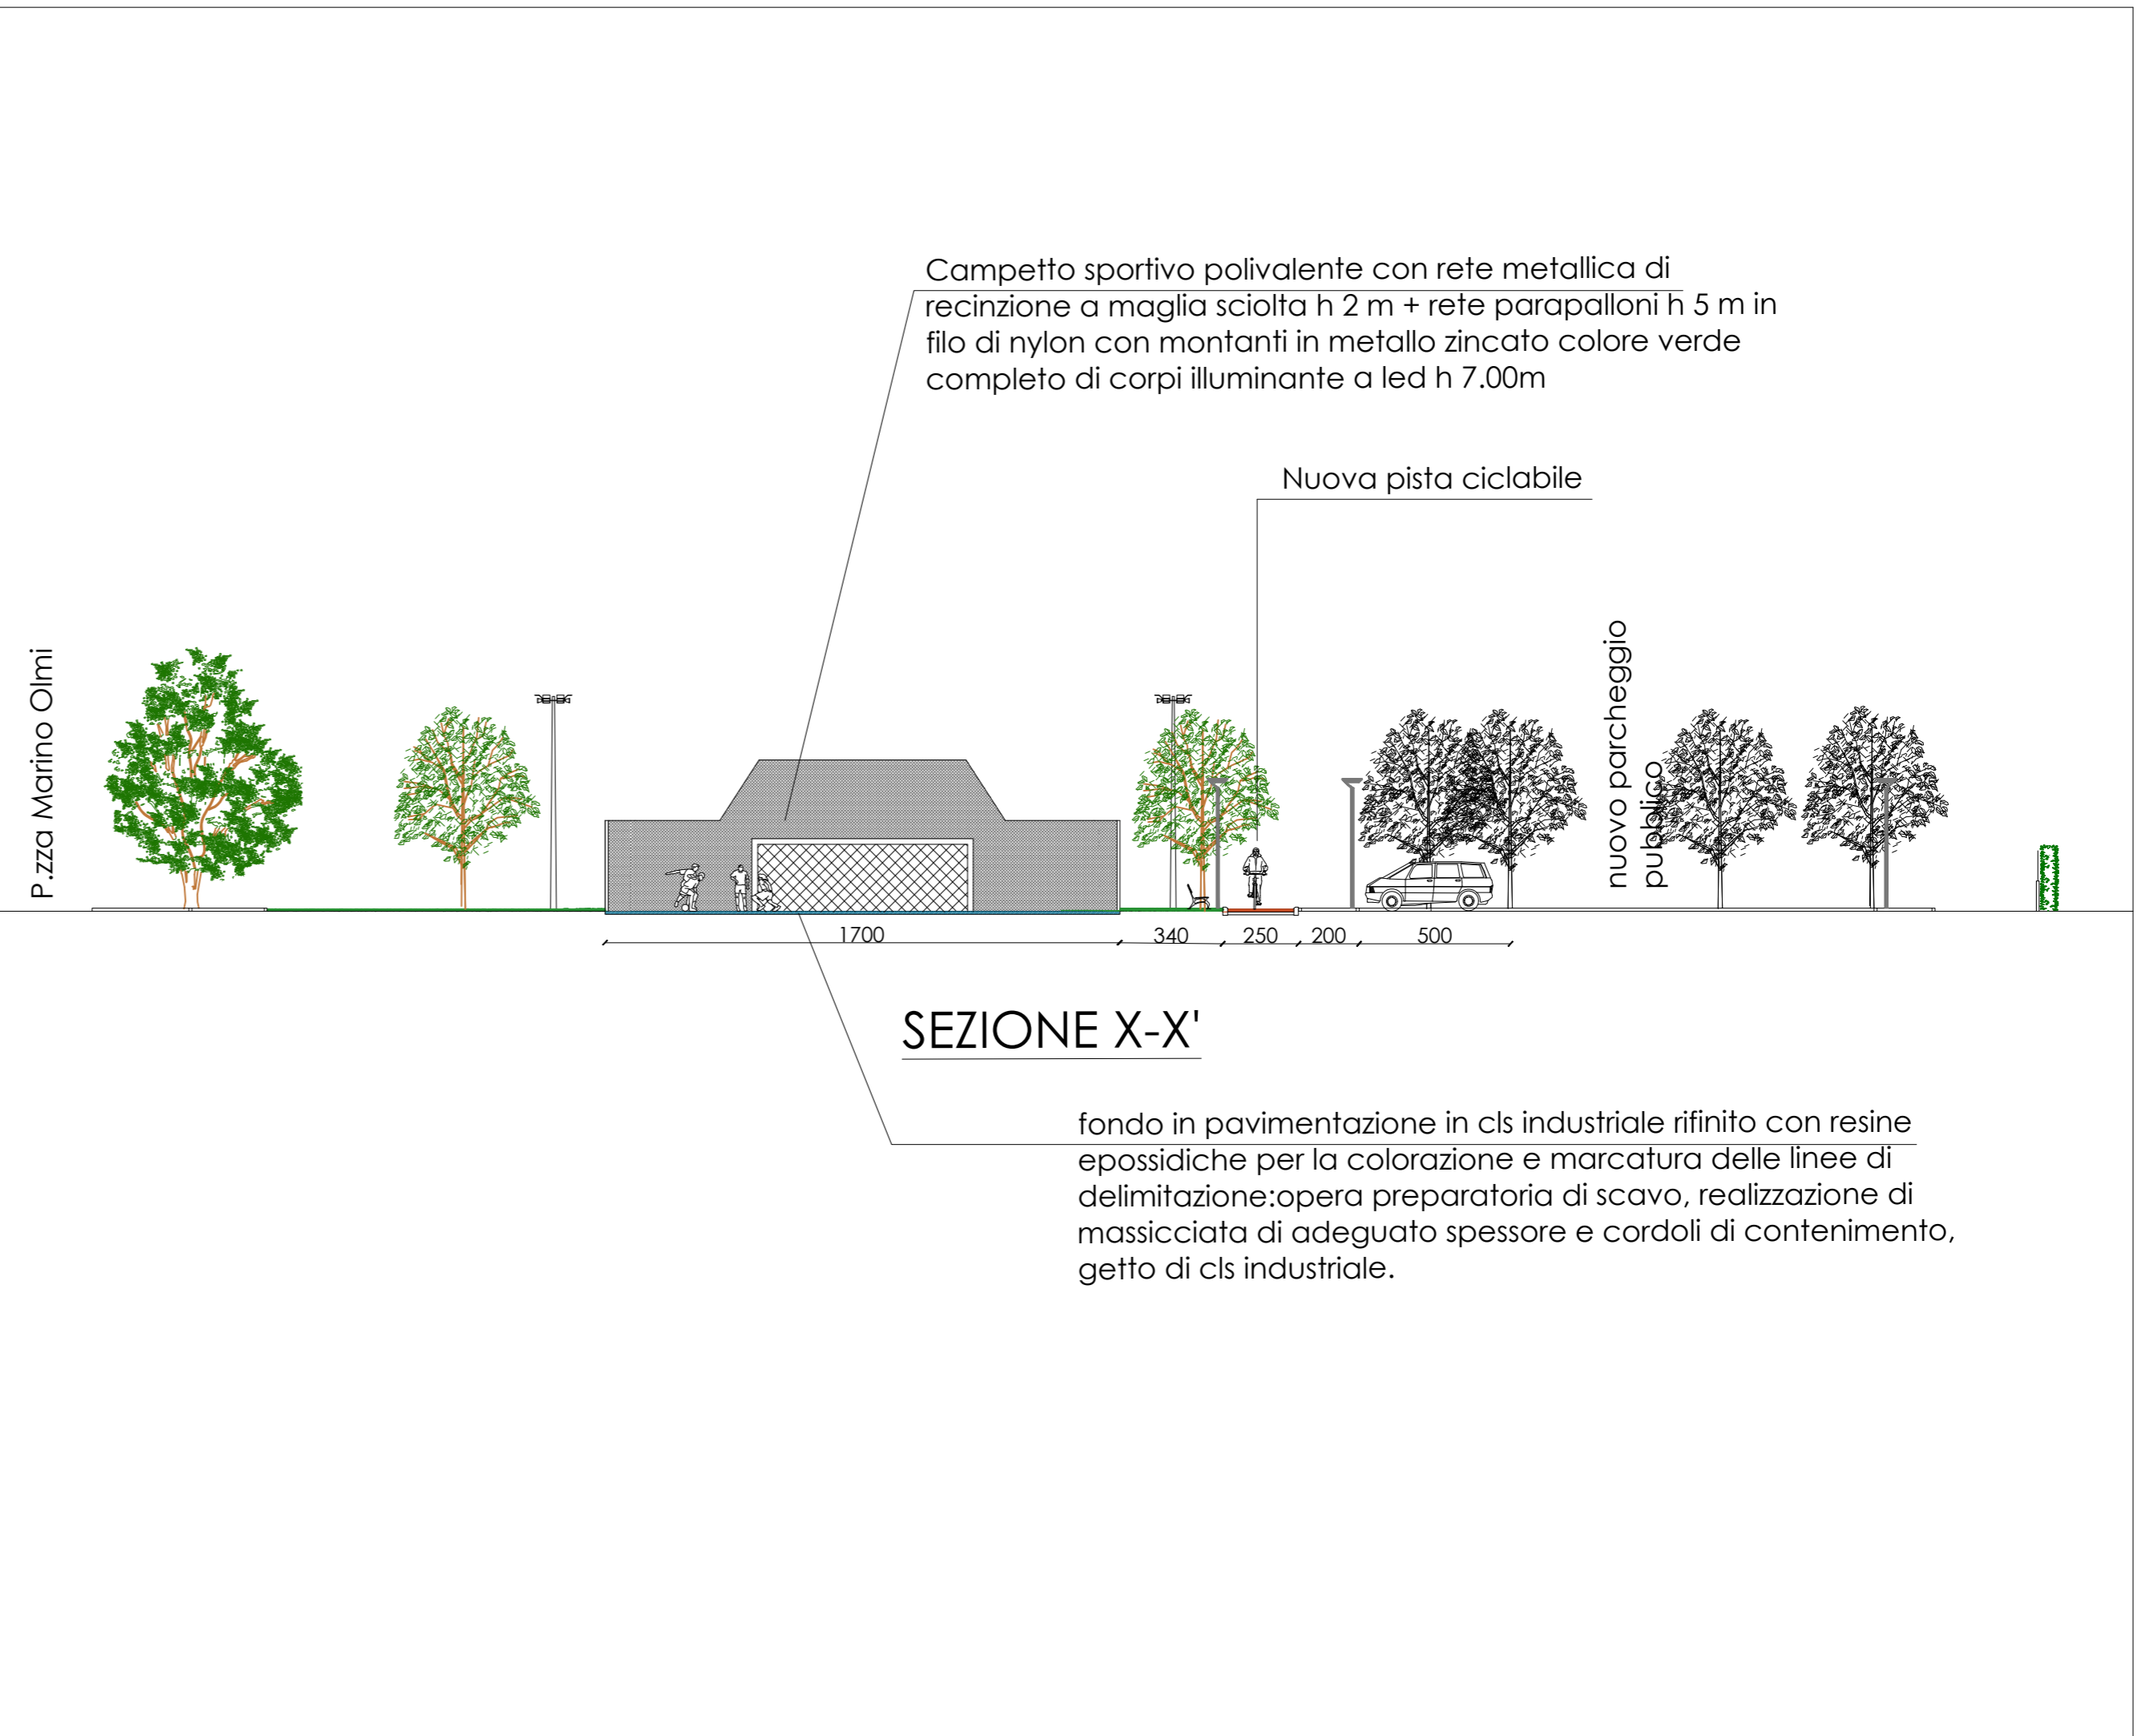 Campetto sportivo polivalente con rete metallica di
recinzione a maglia sciolta h 2 m + rete parapalloni h 5 m in
filo di nylon con montanti in metallo zincato colore verde
completo di corpi illuminante a led h 7.00m
Nuova pista ciclabile
P.zza Marino Olmi
nuovo parcheggio
pubblico
1700
340
250
200
500
SEZIONE X-X'
fondo in pavimentazione in cls industriale rifinito con resine
epossidiche per la colorazione e marcatura delle linee di
delimitazione:opera preparatoria di scavo, realizzazione di
massicciata di adeguato spessore e cordoli di contenimento,
getto di cls industriale.